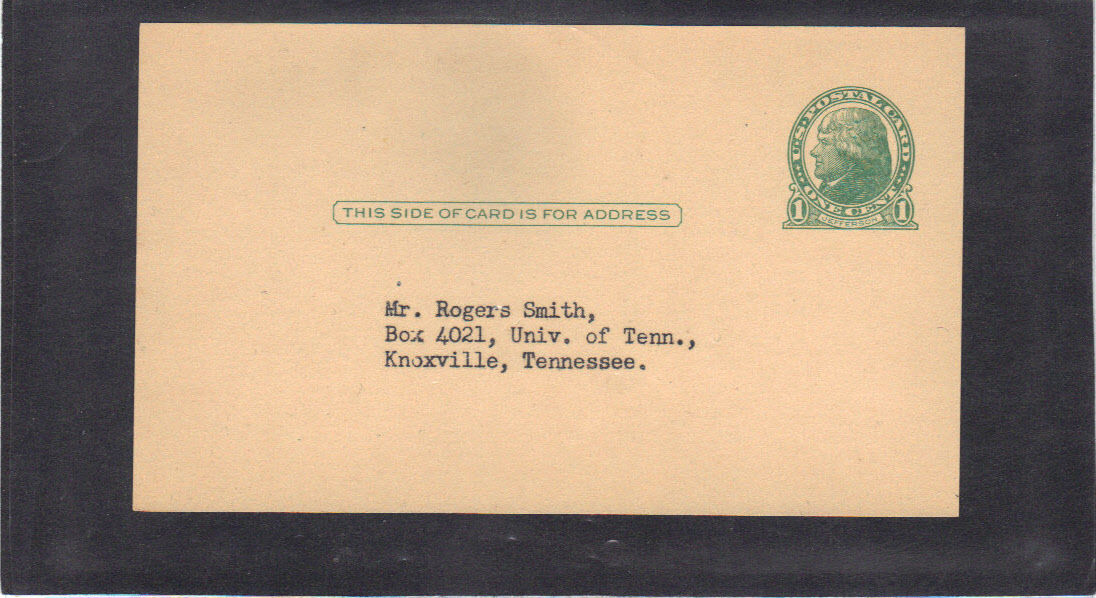 U.S. POSTAL CARD
ONE CENT
1 1
JEFFERSON
THIS SIDE OF CARD IS FOR ADDRESS
Mr. Rogers Smith,
Box 4021, Univ. of Tenn.,
Knoxville, Tennessee.